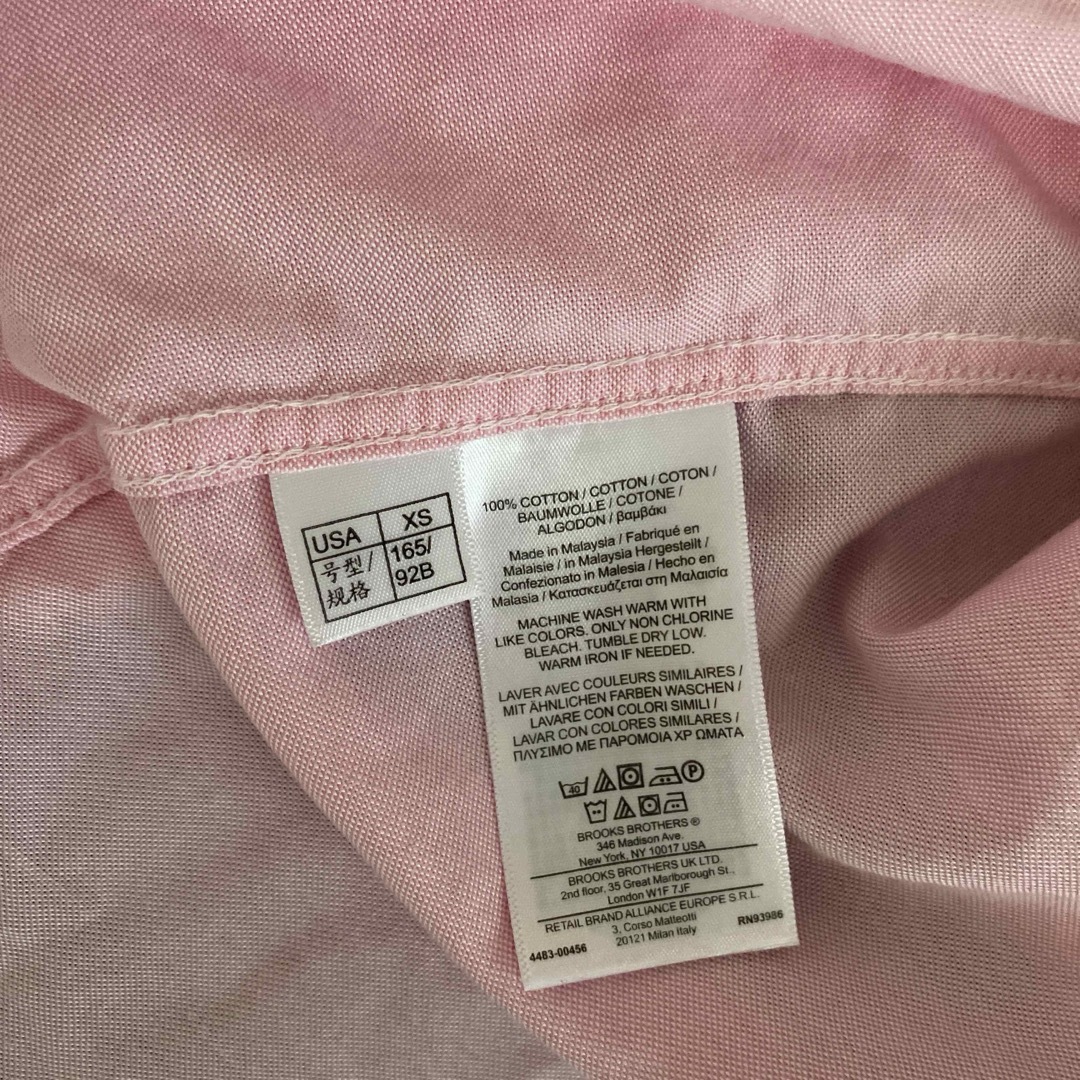 USA XS
号型/ 165/
规格 92B
100% COTTON / COTTON / COTON /
BAUMWOLLE / COTONE /
ALGODON / βαμβάκι
Made in Malaysia / Fabriqué en
Malaisie / in Malaysia Hergestellt /
Confezionato in Malesia / Hecho en
Malasia / Κατασκευάζεται στη Μαλαισία
MACHINE WASH WARM WITH
LIKE COLORS. ONLY NON CHLORINE
BLEACH. TUMBLE DRY LOW.
WARM IRON IF NEEDED.
LAVER AVEC COULEURS SIMILAIRES /
MIT ÄHNLICHEN FARBEN WASCHEN /
LAVARE CON COLORI SIMILI /
LAVAR CON COLORES SIMILARES /
ΠΛΥΣΙΜΟ ΜΕ ΠΑΡΟΜΟΙΑ ΧΡ ΩΜΑΤΑ
40 P
BROOKS BROTHERS ®
346 Madison Ave.
New York, NY 10017 USA
BROOKS BROTHERS UK LTD.
2nd floor, 35 Great Marlborough St.,
London W1F 7JF
RETAIL BRAND ALLIANCE EUROPE S.R.L.
3, Corso Matteotti
20121 Milan Italy
4483-00456 RN93986